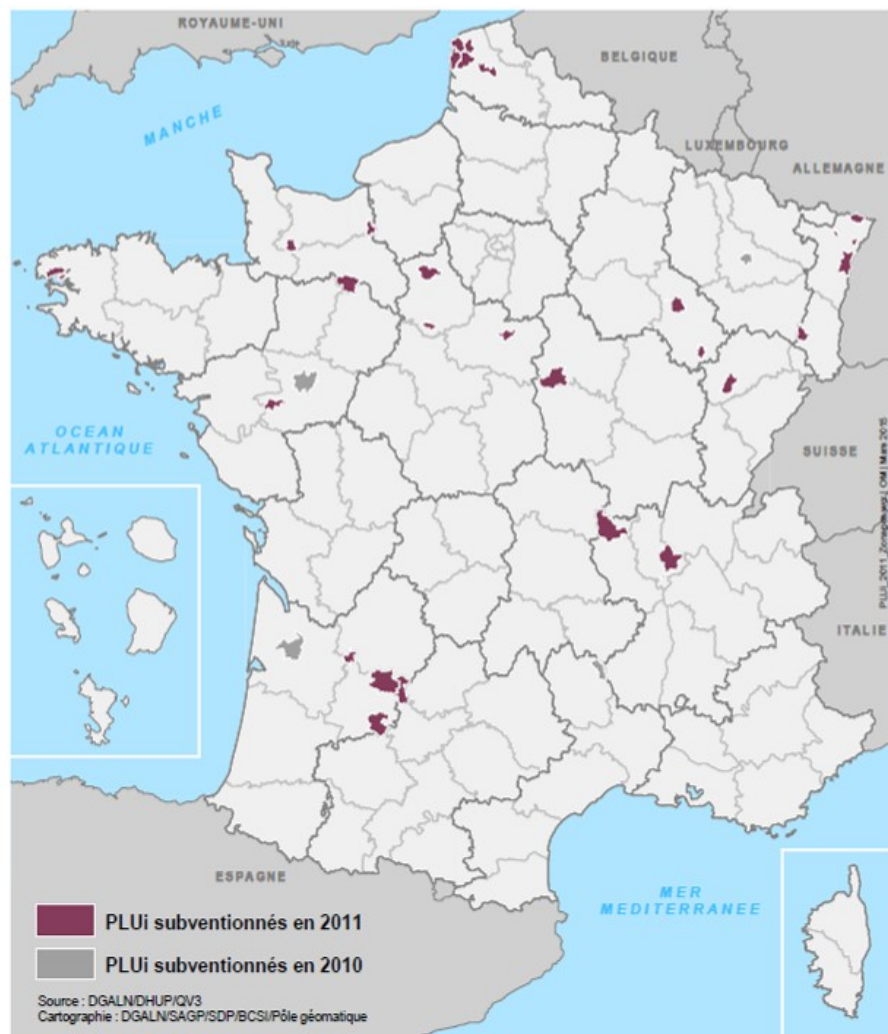 ROYAUME-UNI
BELGIQUE
MANCHE
LUXEMBOURG
ALLEMAGNE
OCEAN
ATLANTIQUE
SUISSE
ITALIE
ESPAGNE
MER
MEDITERRANEE
PLUi subventionnés en 2011
PLUi subventionnés en 2010
Source : DGALN/DHUP/QV3
Cartographie : DGALN/SAGP/SDP/BCSI/Pôle géomatique